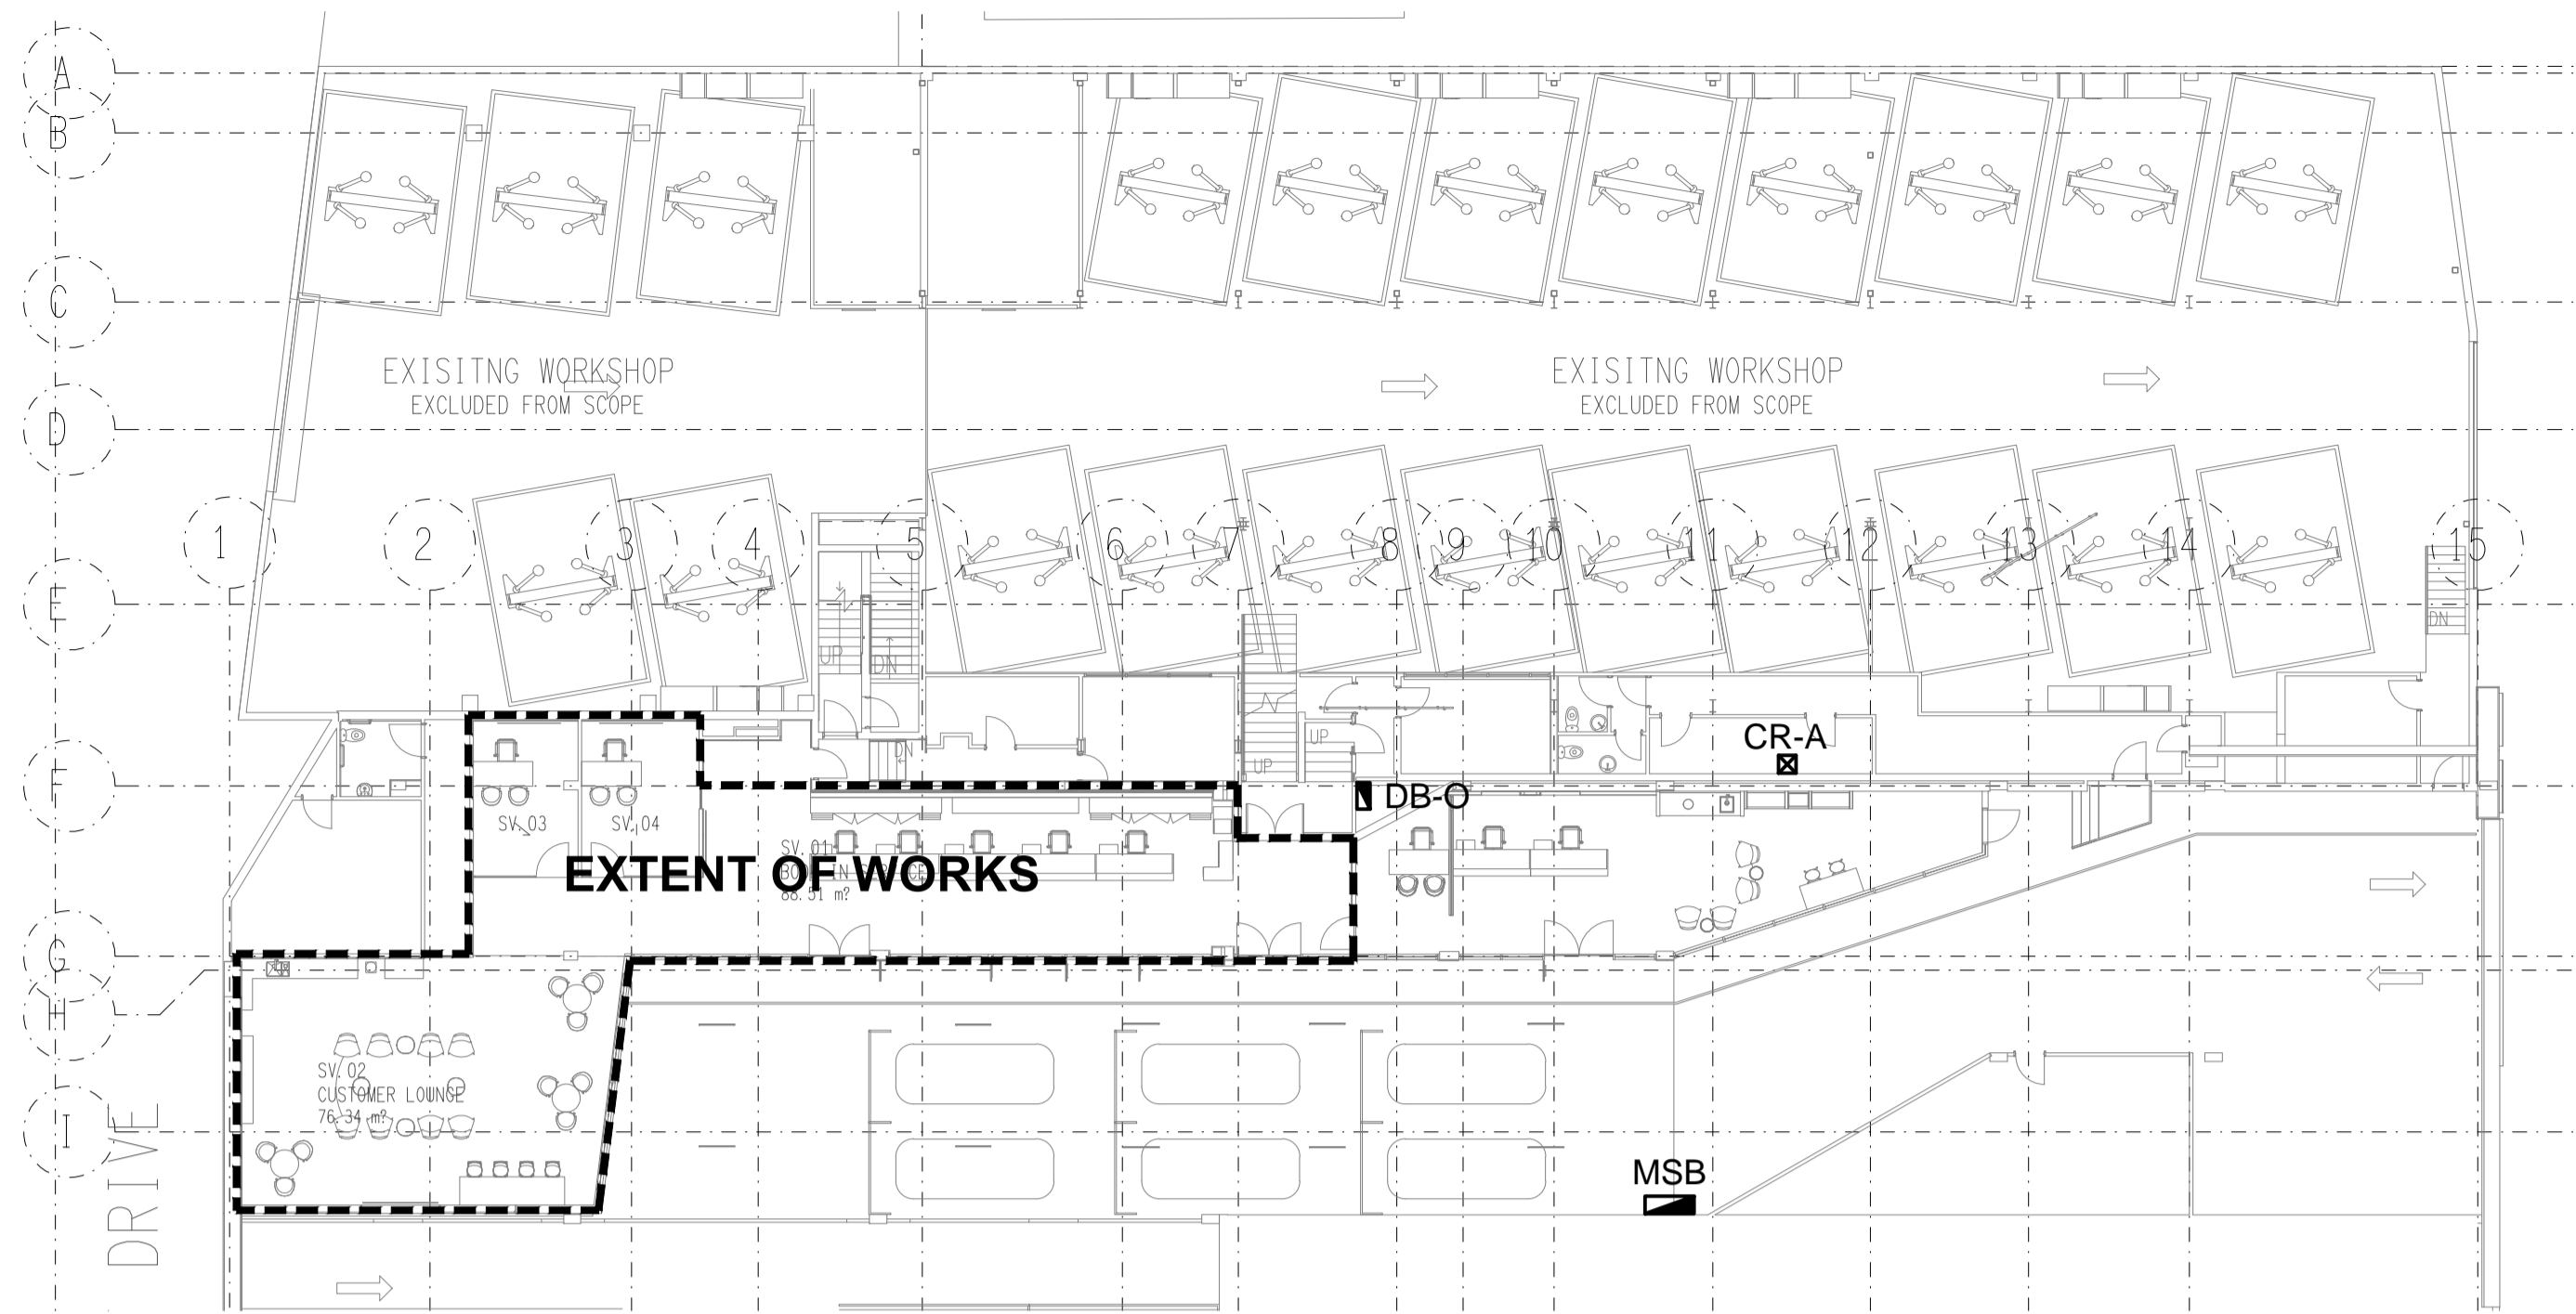 A
B
C
EXISITNG WORKSHOP
EXCLUDED FROM SCOPE
EXISITNG WORKSHOP
EXCLUDED FROM SCOPE
D
1
2
3
4
5
6
7
8
9
10
11
12
13
14
15
E
UP
DN
DN
F
DN
UP
UP
CR-A
DB-O
SV.03
SV.04
SV.01
EXTENT OF WORKS
88.51 m?
G
H
SV.02
CUSTOMER LOUNGE
76.34 m?
I
DRIVE
MSB